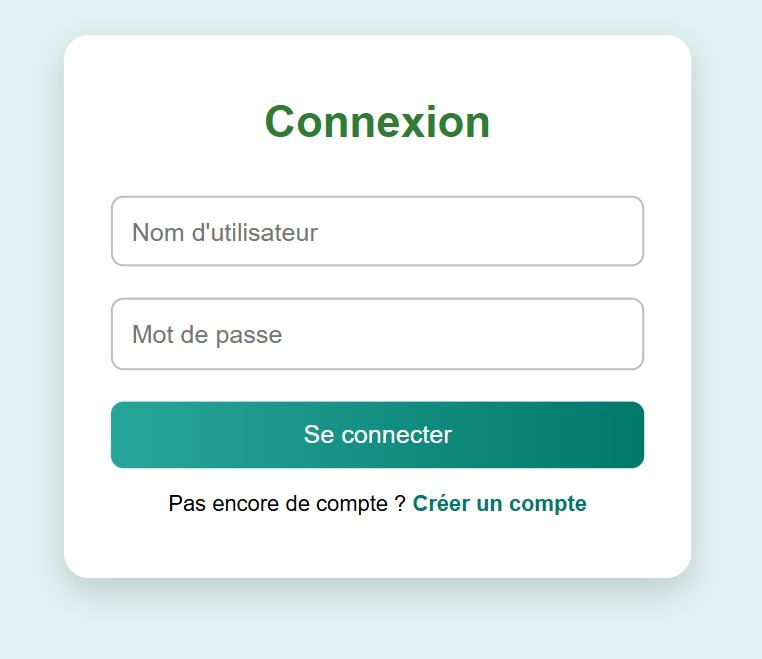 Connexion
Nom d'utilisateur
Mot de passe
Se connecter
Pas encore de compte ? Créer un compte